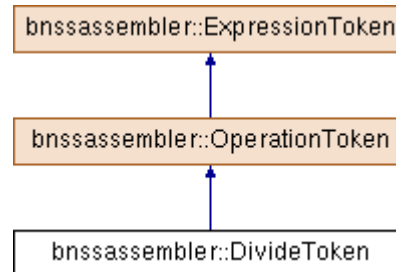 bnssassembler::ExpressionToken
bnssassembler::OperationToken
bnssassembler::DivideToken